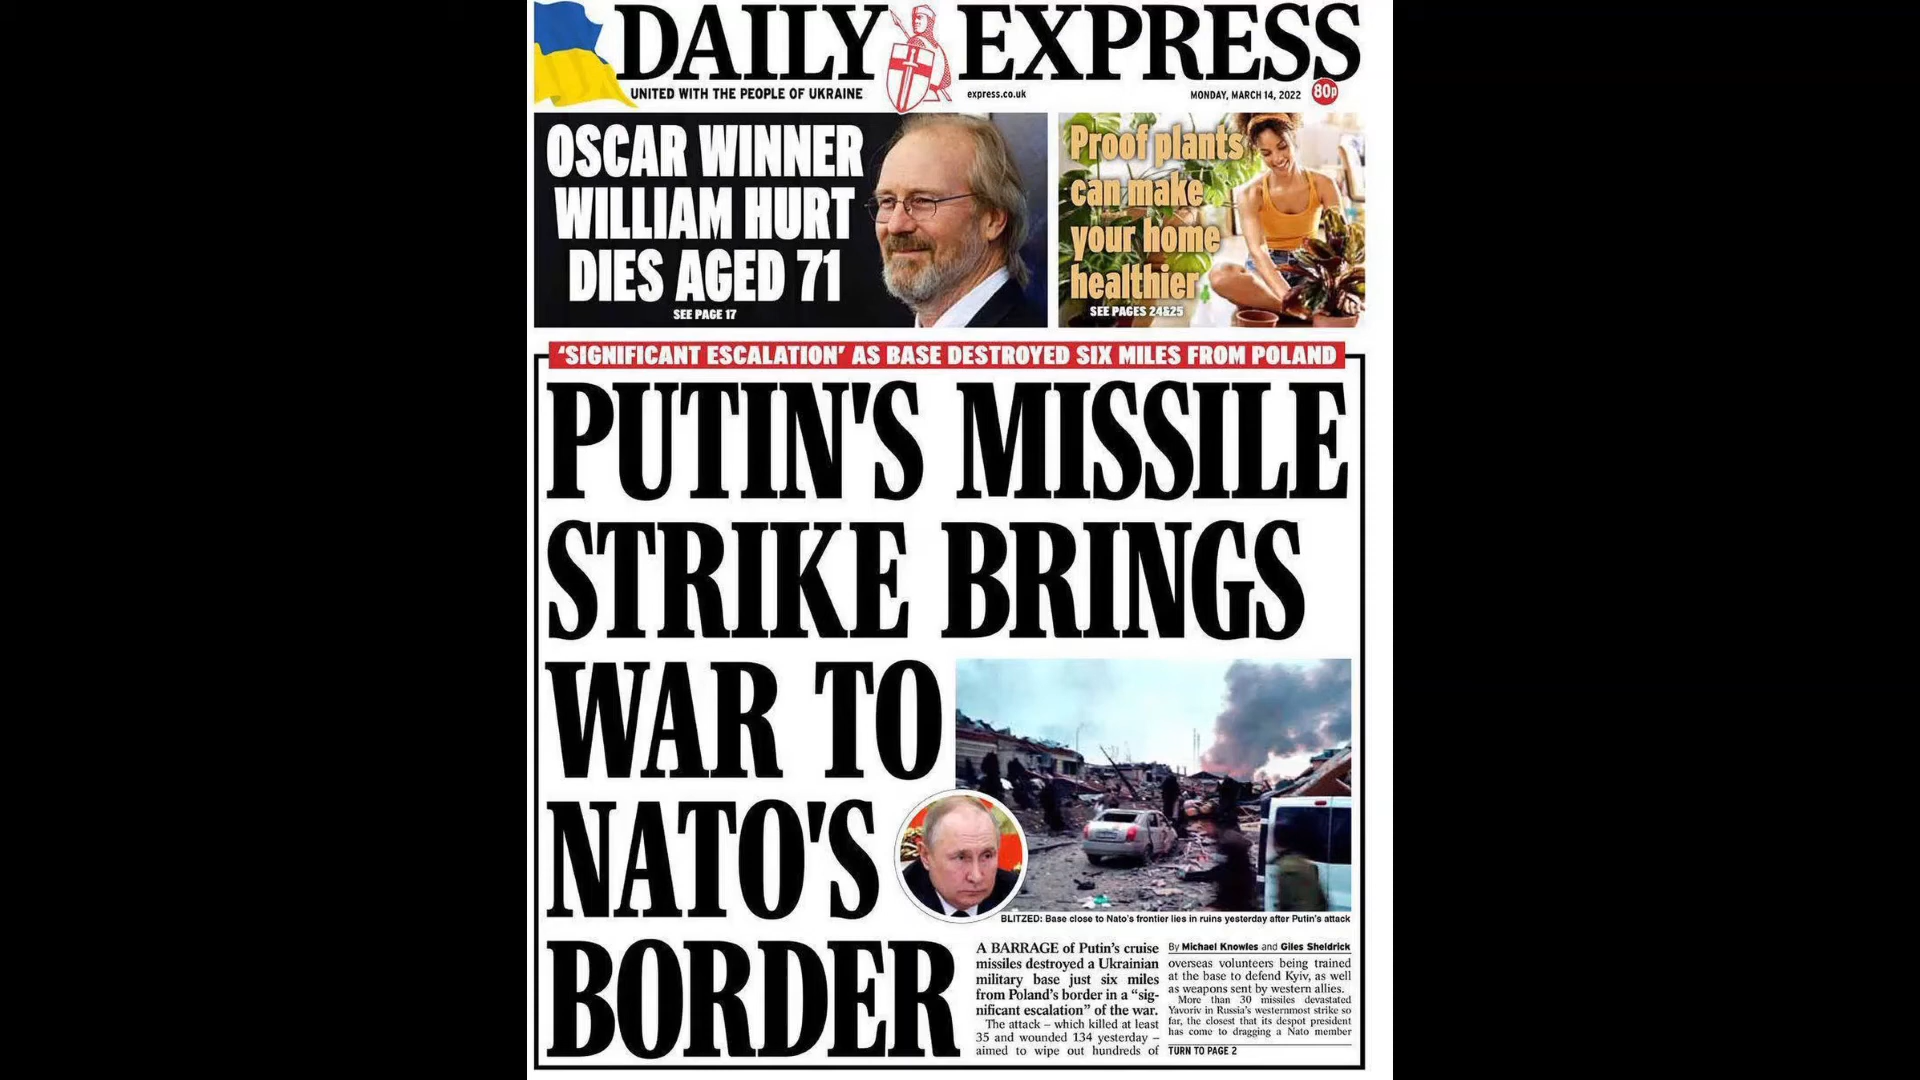 DAILY EXPRESS
UNITED WITH THE PEOPLE OF UKRAINE
express.co.uk
MONDAY, MARCH 14, 2022
80p
OSCAR WINNER
WILLIAM HURT
DIES AGED 71
SEE PAGE 17
Proof plants
can make
your home
healthier
SEE PAGES 24&25
‘SIGNIFICANT ESCALATION’ AS BASE DESTROYED SIX MILES FROM POLAND
PUTIN'S MISSILE
STRIKE BRINGS
WAR TO
NATO'S
BORDER
BLITZED: Base close to Nato's frontier lies in ruins yesterday after Putin's attack
A BARRAGE of Putin's cruise
missiles destroyed a Ukrainian
military base just six miles
from Poland's border in a “sig-
nificant escalation” of the war.
The attack – which killed at least
35 and wounded 134 yesterday –
aimed to wipe out hundreds of
By Michael Knowles and Giles Sheldrick
overseas volunteers being trained
at the base to defend Kyiv, as well
as weapons sent by western allies.
More than 30 missiles devastated
Yavoriv in Russia's westernmost strike so
far, the closest that its despot president
has come to dragging a Nato member
TURN TO PAGE 2